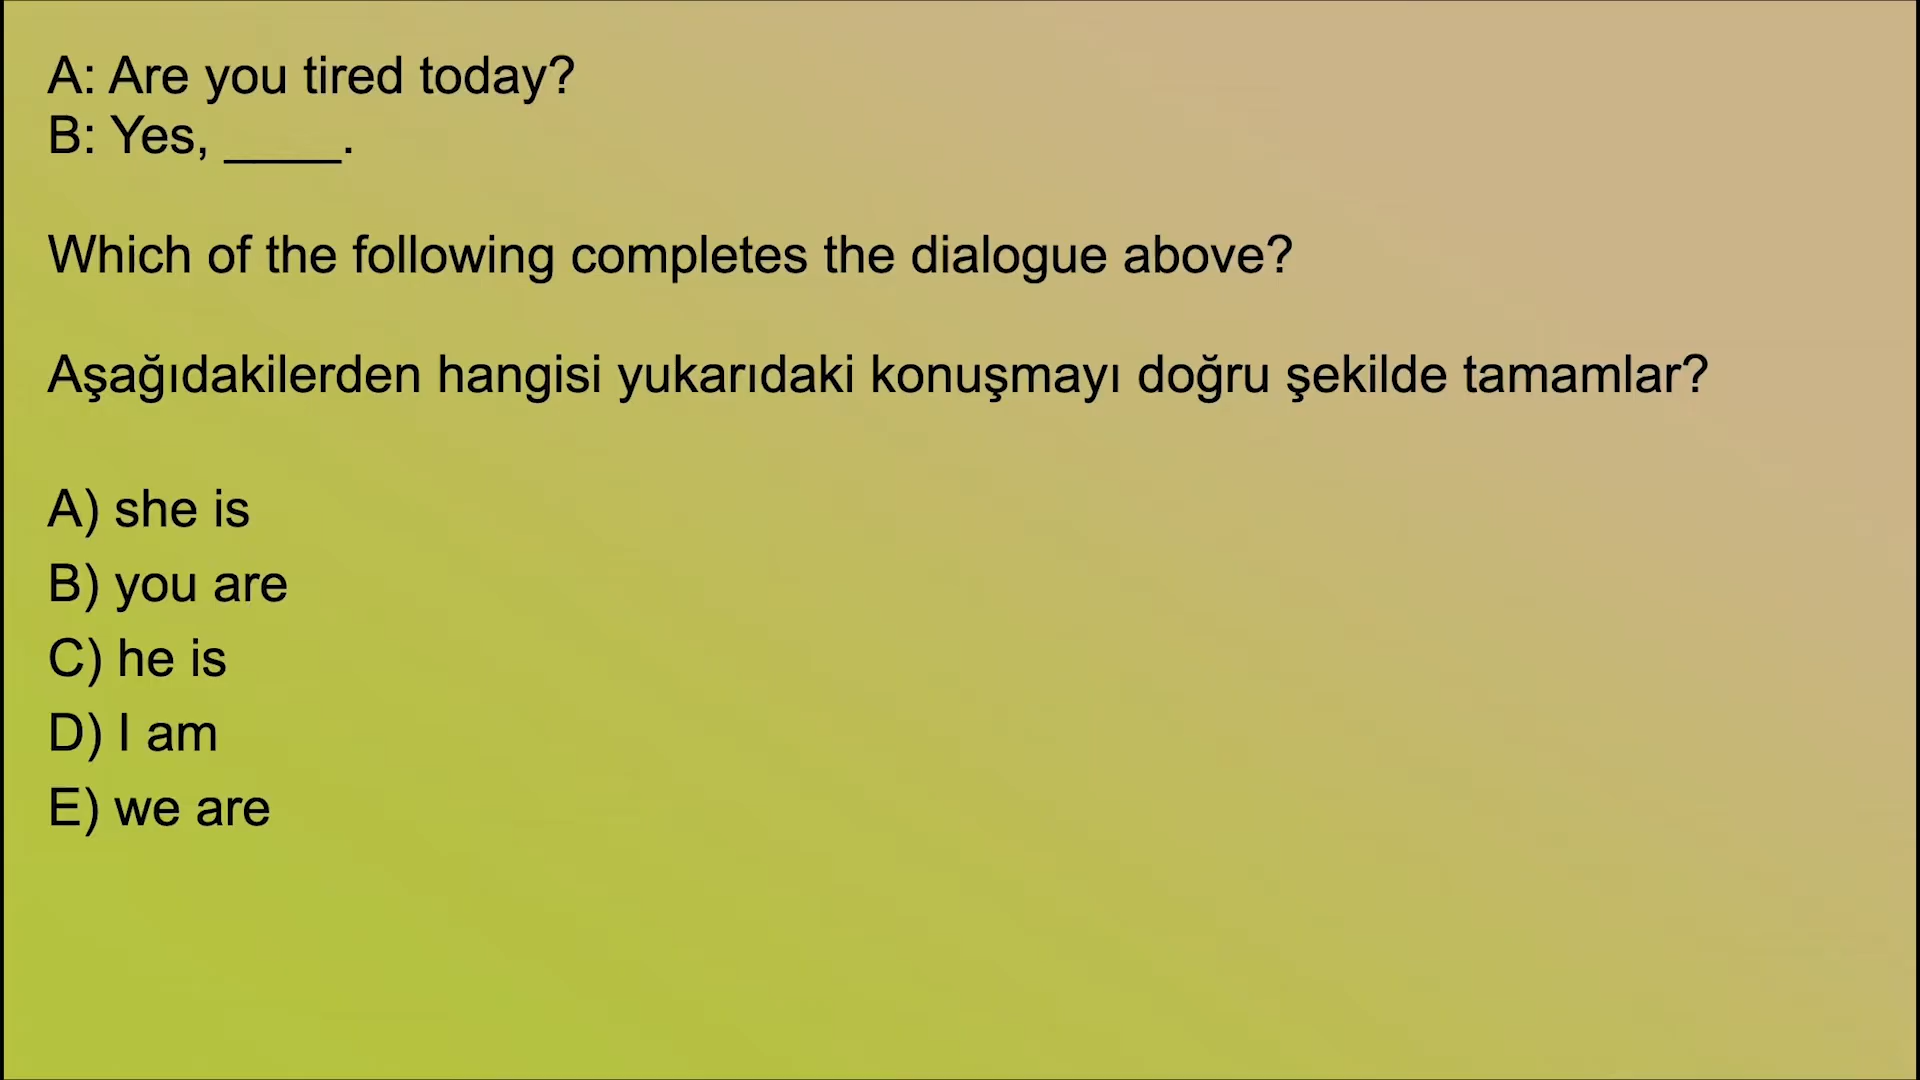 A: Are you tired today?
B: Yes, ____.
Which of the following completes the dialogue above?
Aşağıdakilerden hangisi yukarıdaki konuşmayı doğru şekilde tamamlar?
A) she is
B) you are
C) he is
D) I am
E) we are